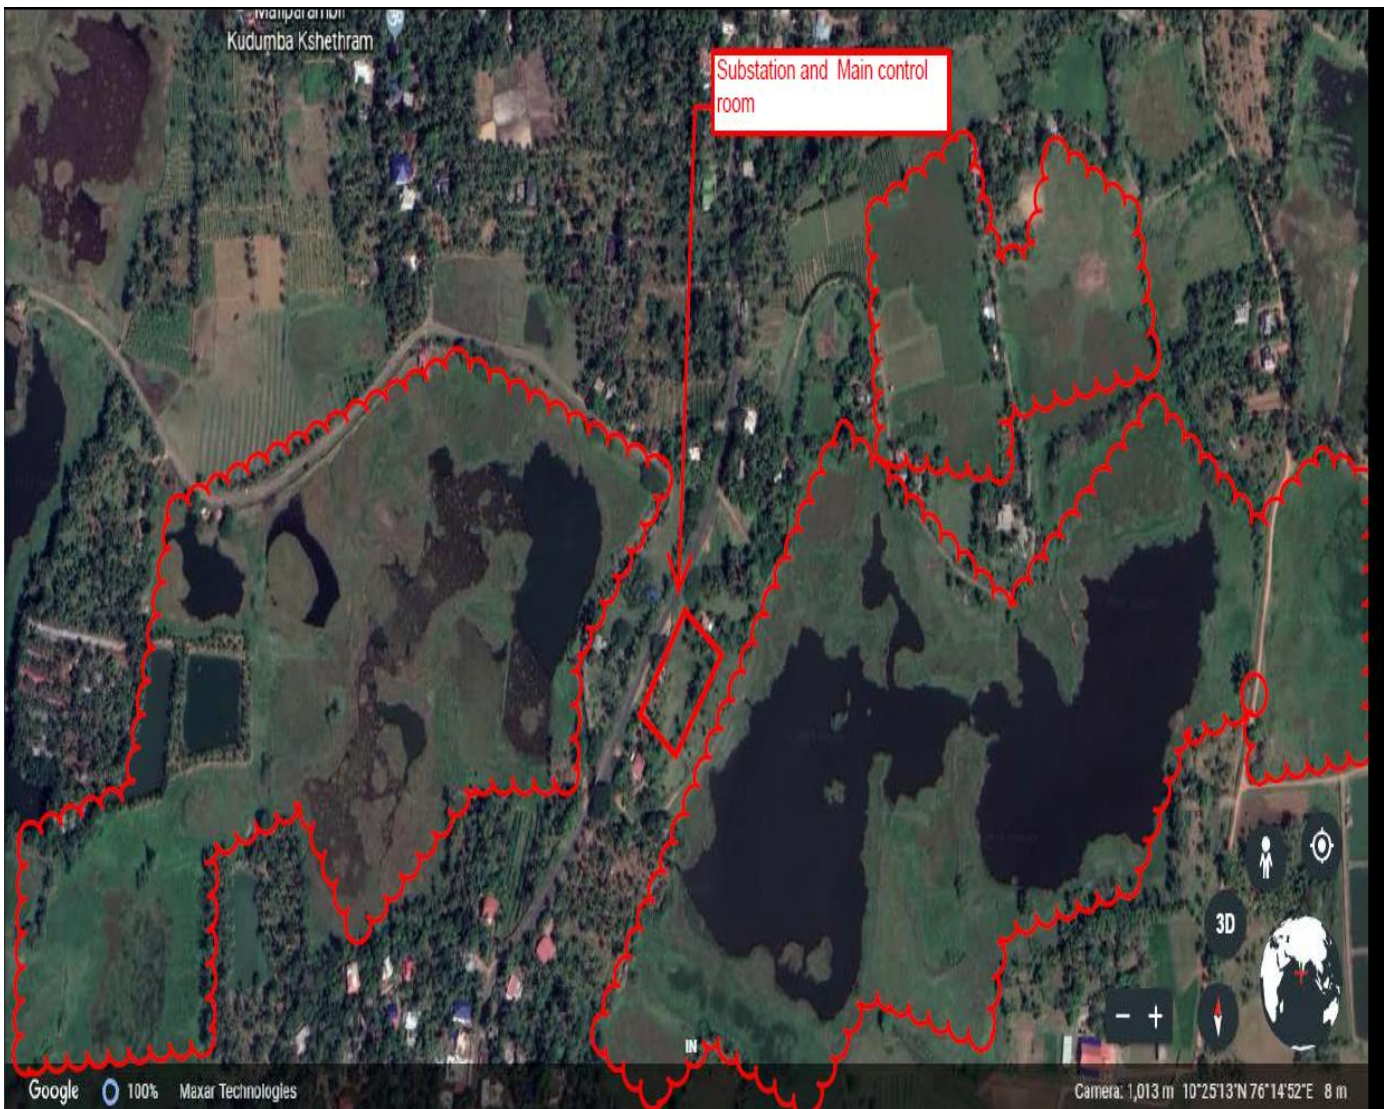 Maliparambil
Kudumba Kshethram
Substation and Main control
room
3D
IN
Google
100%
Maxar Technologies
Camera: 1,013 m 10°25'13"N 76°14'52"E 8 m